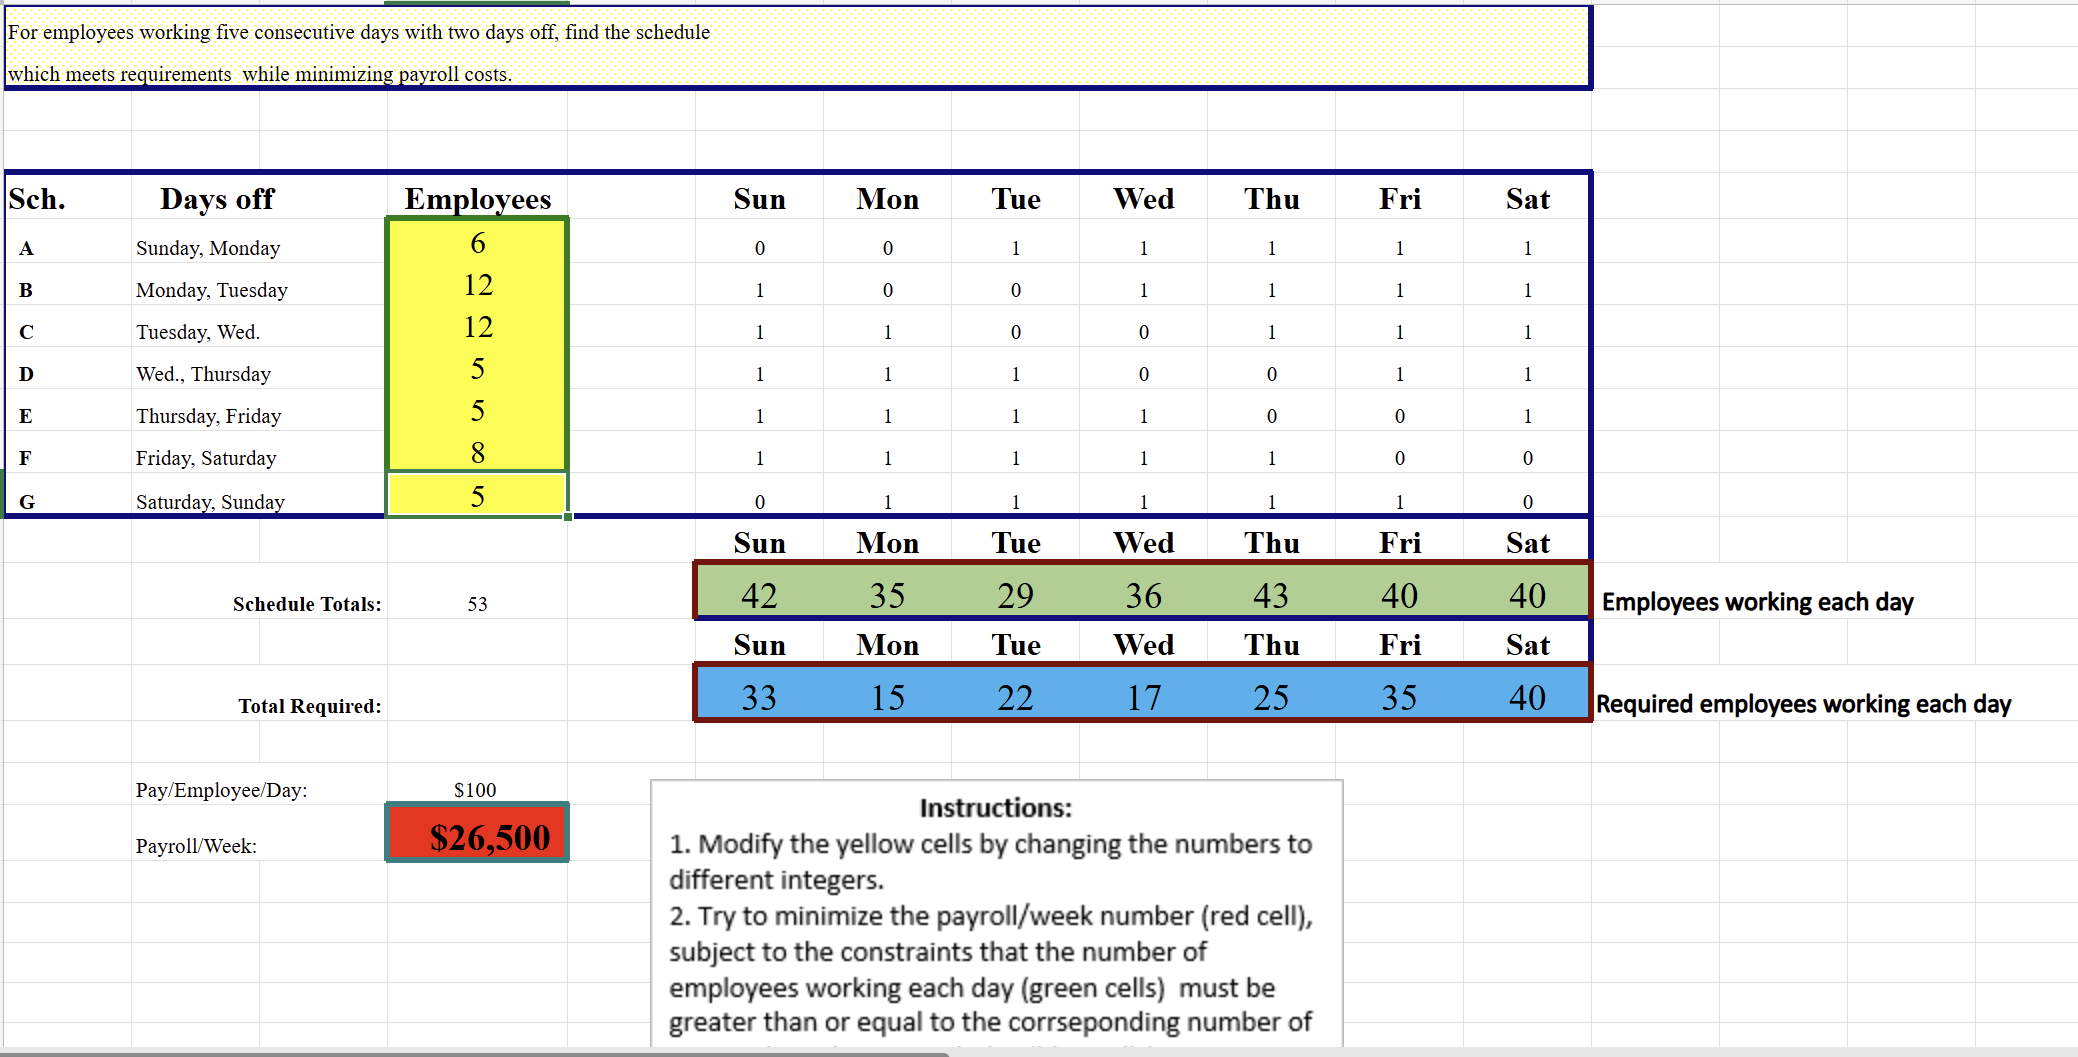 For employees working five consecutive days with two days off, find the schedule
which meets requirements  while minimizing payroll costs.
Sch. Days off Employees Sun Mon Tue Wed Thu Fri Sat
A Sunday, Monday 6 0 0 1 1 1 1 1
B Monday, Tuesday 12 1 0 0 1 1 1 1
C Tuesday, Wed. 12 1 1 0 0 1 1 1
D Wed., Thursday 5 1 1 1 0 0 1 1
E Thursday, Friday 5 1 1 1 1 0 0 1
F Friday, Saturday 8 1 1 1 1 1 0 0
G Saturday, Sunday 5 0 1 1 1 1 1 0
Sun Mon Tue Wed Thu Fri Sat
Schedule Totals: 53 42 35 29 36 43 40 40 Employees working each day
Sun Mon Tue Wed Thu Fri Sat
Total Required: 33 15 22 17 25 35 40 Required employees working each day
Pay/Employee/Day: $100
Payroll/Week: $26,500
Instructions:
1. Modify the yellow cells by changing the numbers to
different integers.
2. Try to minimize the payroll/week number (red cell),
subject to the constraints that the number of
employees working each day (green cells)  must be
greater than or equal to the corrseponding number of